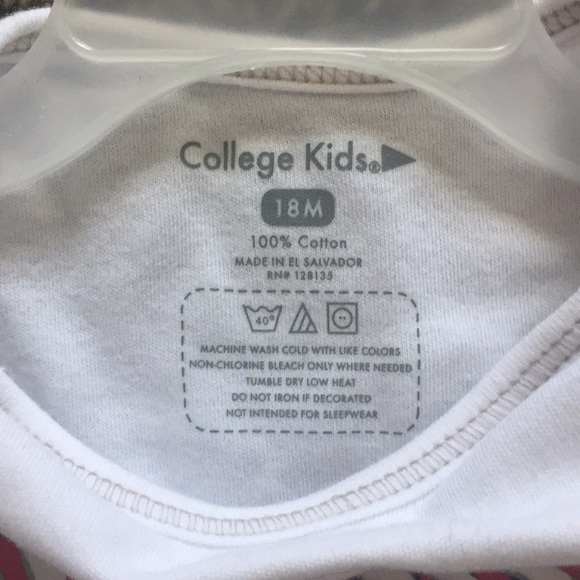 College Kids®
18M
100% Cotton
MADE IN EL SALVADOR
RN# 128135
40°
MACHINE WASH COLD WITH LIKE COLORS
NON-CHLORINE BLEACH ONLY WHERE NEEDED
TUMBLE DRY LOW HEAT
DO NOT IRON IF DECORATED
NOT INTENDED FOR SLEEPWEAR